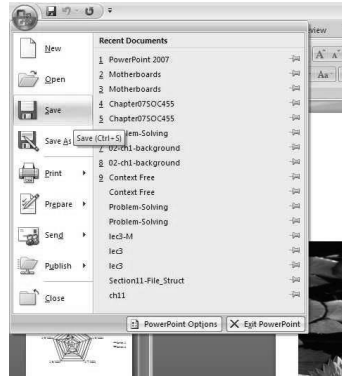 view
New
Open
Save
Save As
Save (Ctrl+S)
Print
Prepare
Send
Publish
Close
Recent Documents
1 PowerPoint 2007
2 Motherboards
3 Motherboards
4 Chapter07SOC455
5 Chapter07SOC455
lem-Solving
7 02-ch1-background
8 02-ch1-background
9 Context Free
Context Free
Problem-Solving
Problem-Solving
lec3-M
lec3
lec3
Section11-File_Struct
ch11
PowerPoint Options
Exit PowerPoint
A A
Aa